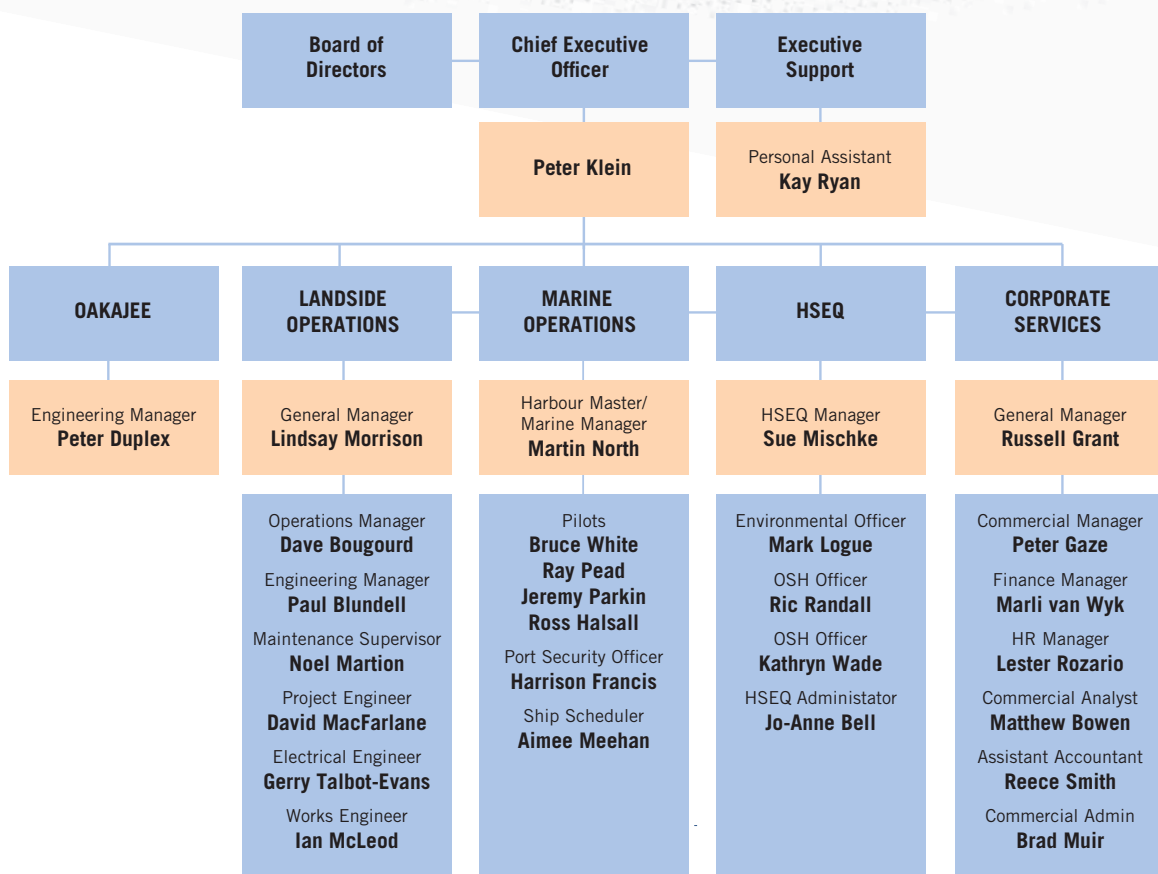 Board of
Directors
Chief Executive
Officer
Executive
Support
Peter Klein
Personal Assistant
Kay Ryan
OAKAJEE
LANDSIDE
OPERATIONS
MARINE
OPERATIONS
HSEQ
CORPORATE
SERVICES
Engineering Manager
Peter Duplex
General Manager
Lindsay Morrison
Harbour Master/
Marine Manager
Martin North
HSEQ Manager
Sue Mischke
General Manager
Russell Grant
Operations Manager
Dave Bougourd
Engineering Manager
Paul Blundell
Maintenance Supervisor
Noel Martion
Project Engineer
David MacFarlane
Electrical Engineer
Gerry Talbot-Evans
Works Engineer
Ian McLeod
Pilots
Bruce White
Ray Pead
Jeremy Parkin
Ross Halsall
Port Security Officer
Harrison Francis
Ship Scheduler
Aimee Meehan
Environmental Officer
Mark Logue
OSH Officer
Ric Randall
OSH Officer
Kathryn Wade
HSEQ Administator
Jo-Anne Bell
Commercial Manager
Peter Gaze
Finance Manager
Marli van Wyk
HR Manager
Lester Rozario
Commercial Analyst
Matthew Bowen
Assistant Accountant
Reece Smith
Commercial Admin
Brad Muir